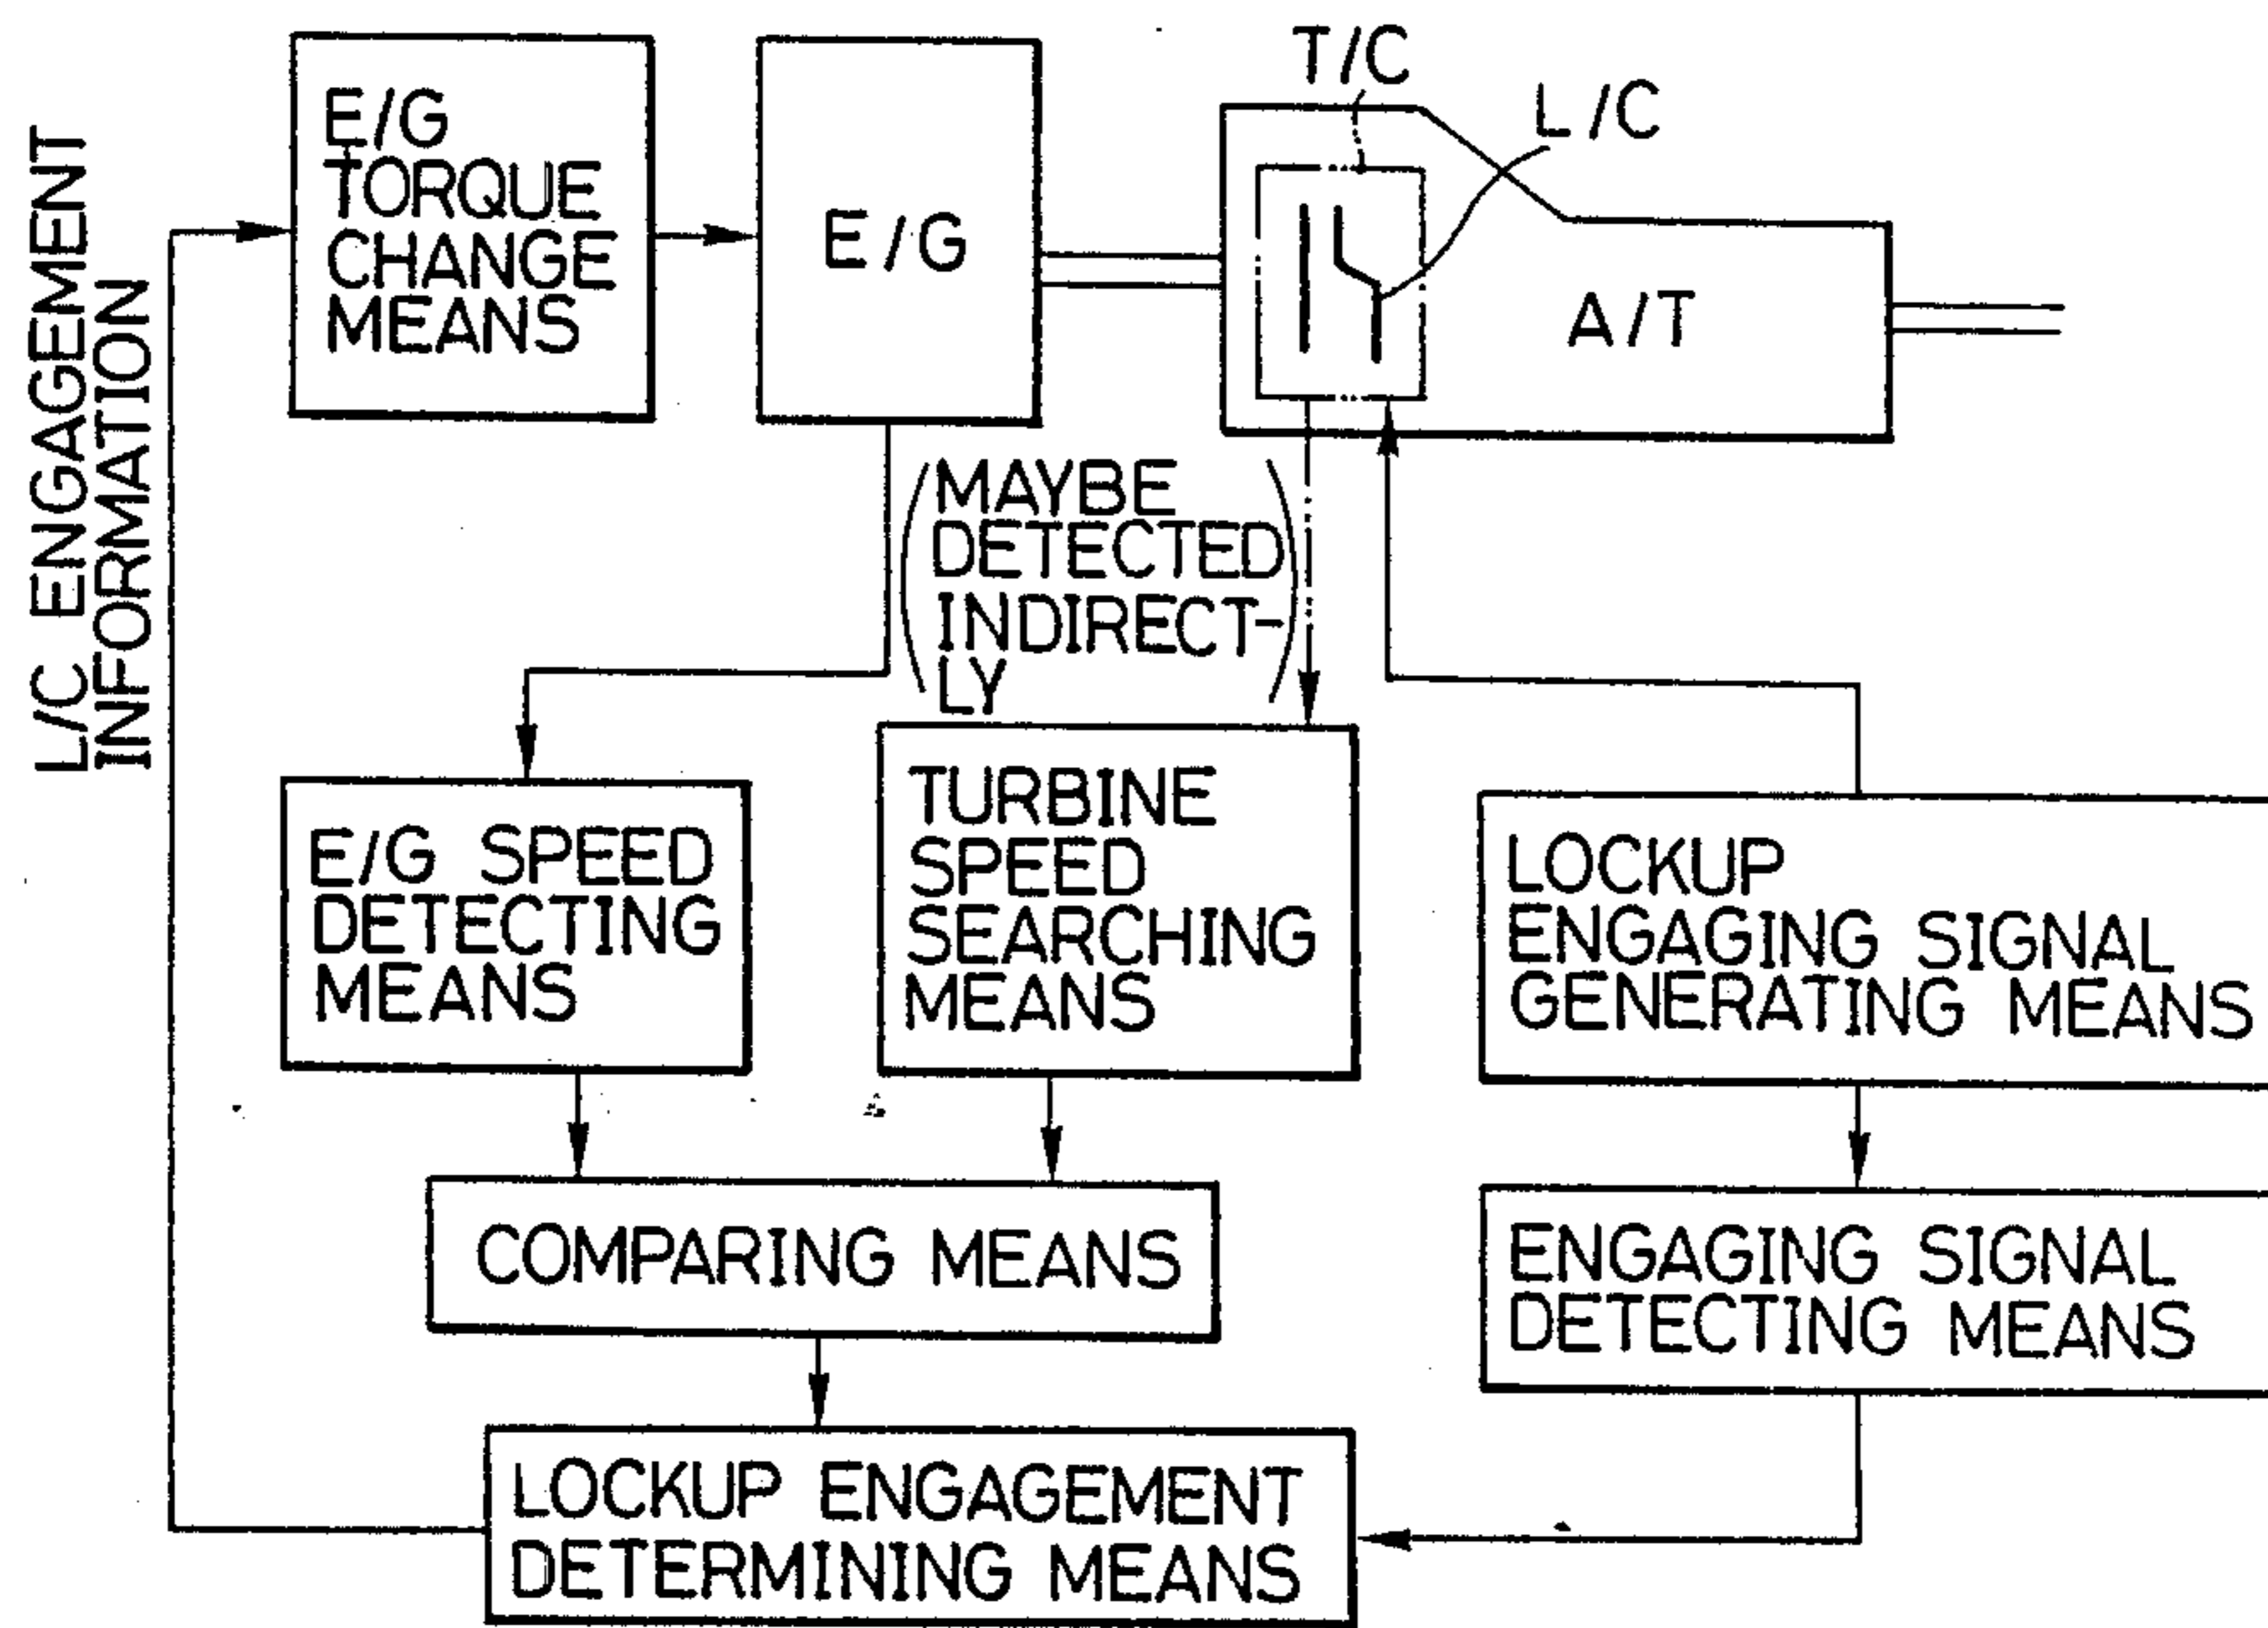 L/C ENGAGEMENT
INFORMATION
E/G
TORQUE
CHANGE
MEANS
E/G
T/C
L/C
A/T
(MAYBE
DETECTED
INDIRECT-
LY)
E/G SPEED
DETECTING
MEANS
TURBINE
SPEED
SEARCHING
MEANS
LOCKUP
ENGAGING SIGNAL
GENERATING MEANS
COMPARING MEANS
ENGAGING SIGNAL
DETECTING MEANS
LOCKUP ENGAGEMENT
DETERMINING MEANS